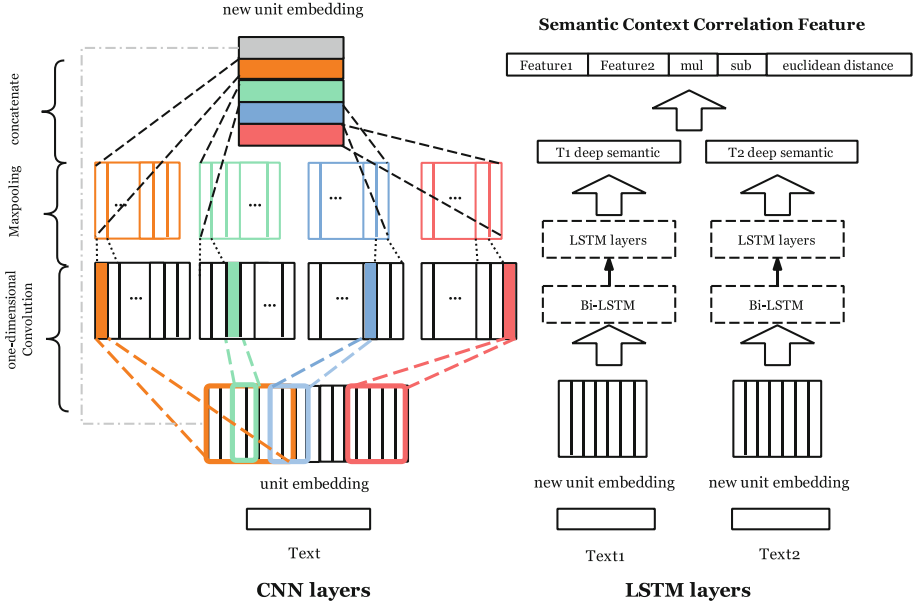 new unit embedding
concatenate
Maxpooling
...
...
...
...
one-dimensional
Convolution
...
...
...
...
unit embedding
Text
CNN layers
Semantic Context Correlation Feature
Feature1
Feature2
mul
sub
euclidean distance
T1 deep semantic
T2 deep semantic
LSTM layers
LSTM layers
Bi-LSTM
Bi-LSTM
new unit embedding
new unit embedding
Text1
Text2
LSTM layers